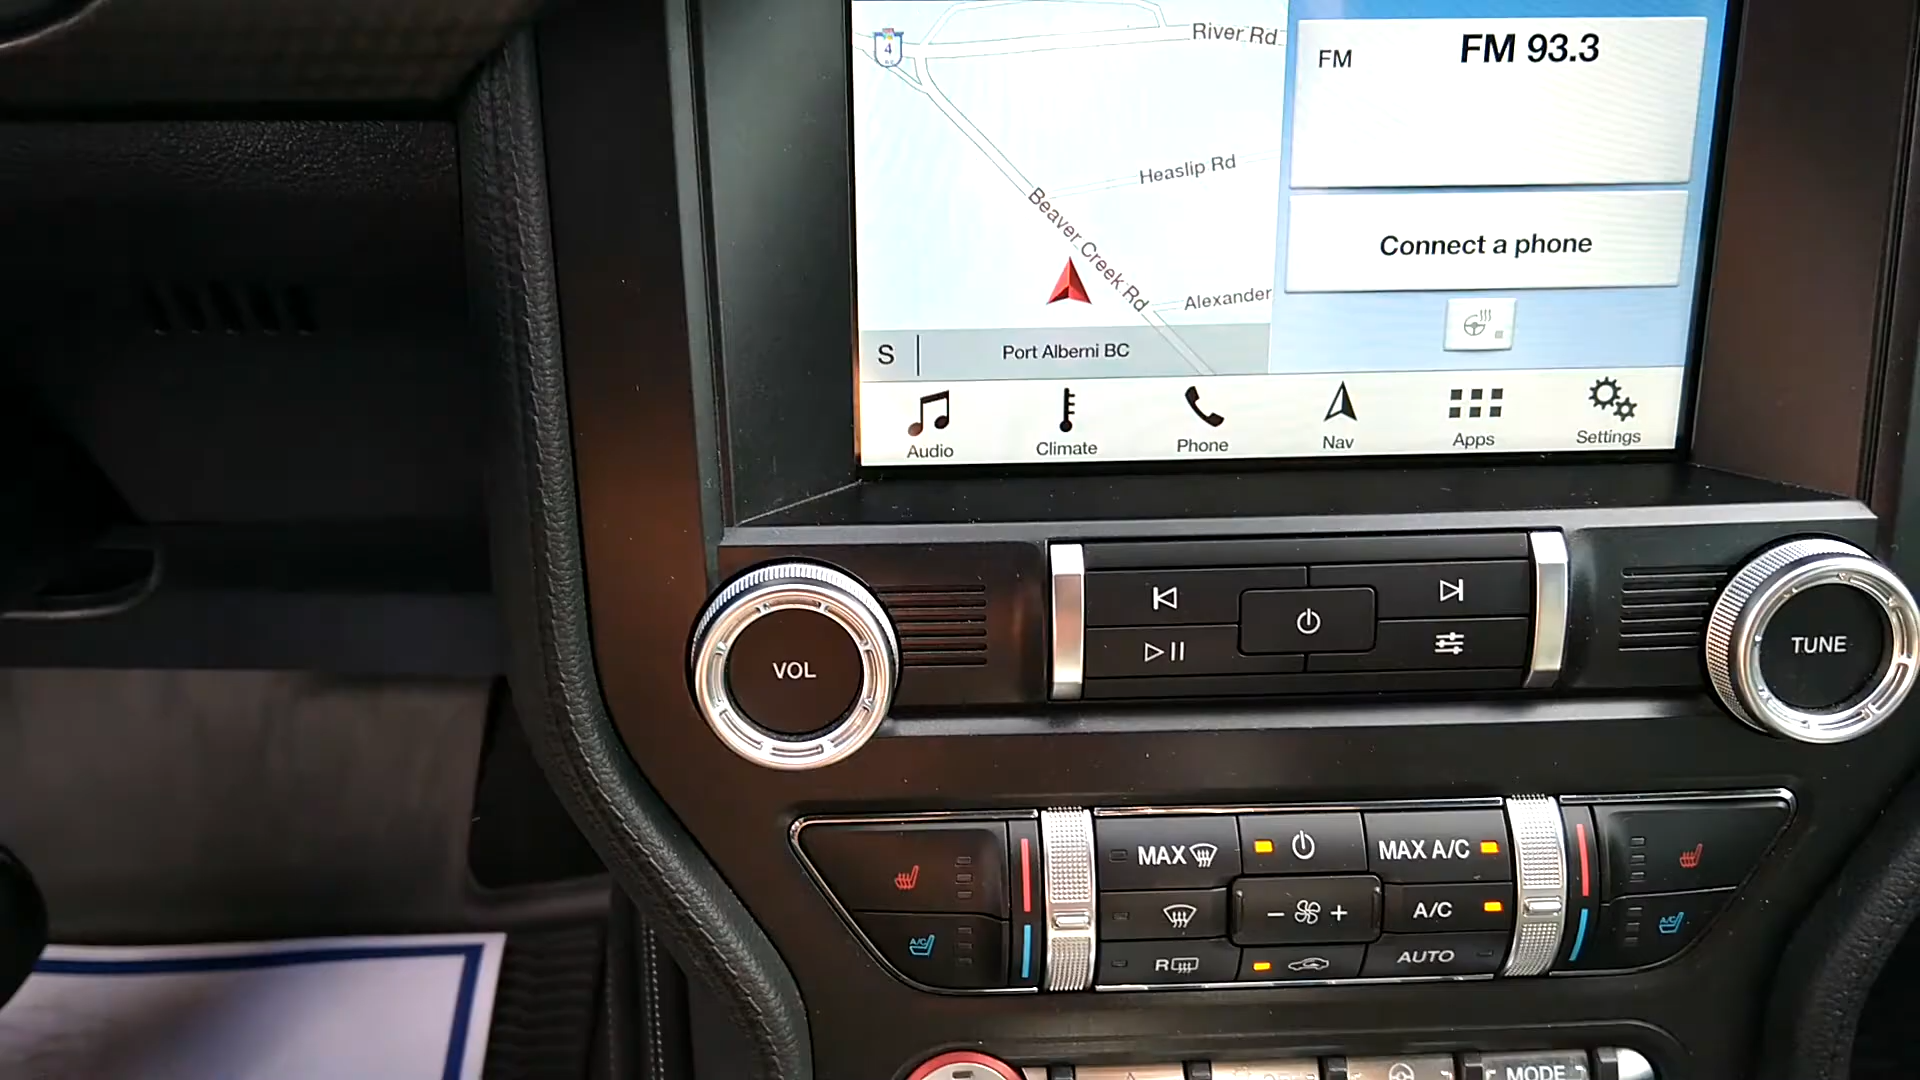 4
River Rd
Heaslip Rd
Beaver Creek Rd
Alexander
S
Port Alberni BC
FM
FM 93.3
Connect a phone
Audio
Climate
Phone
Nav
Apps
Settings
VOL
TUNE
MAX
MAX A/C
A/C
R
AUTO
A/C
A/C
MODE